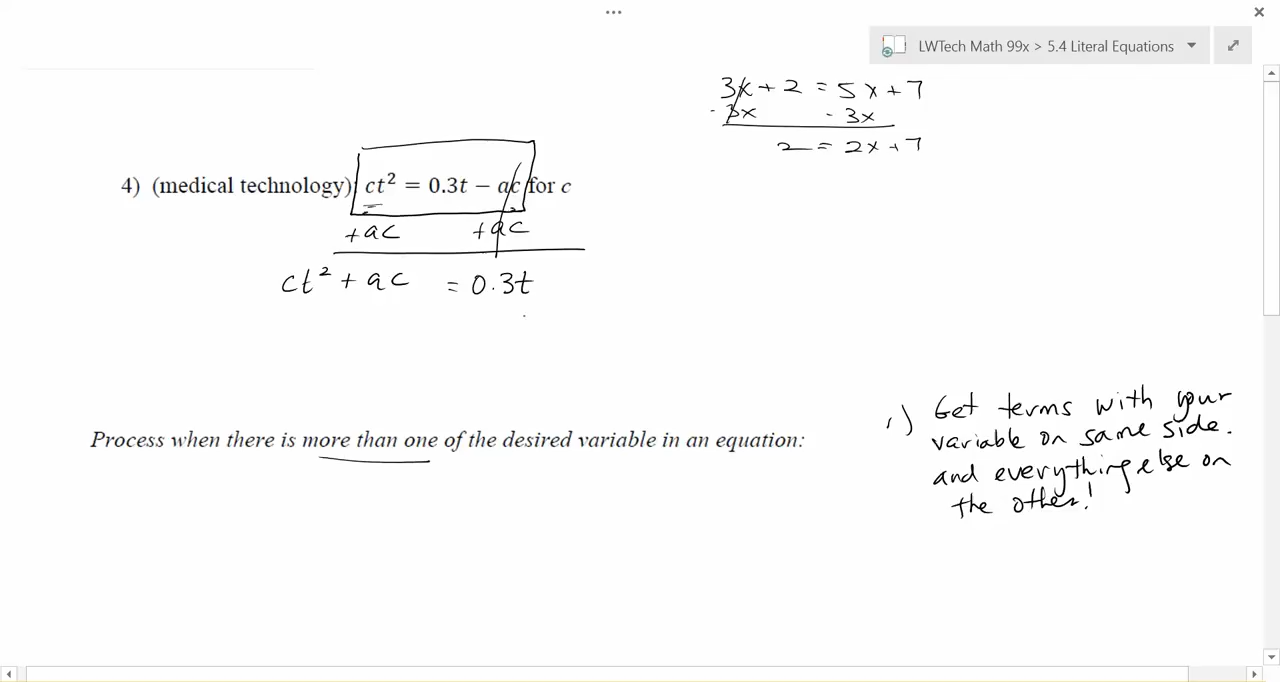 LWTech Math 99x > 5.4 Literal Equations
3x + 2 = 5x + 7
- 3x - 3x
2 = 2x + 7
4) (medical technology) ct² = 0.3t − ac for c
+ac +ac
ct² + ac = 0.3t
1) Get terms with your
variable on same side.
and everything else on
the other!
Process when there is more than one of the desired variable in an equation: